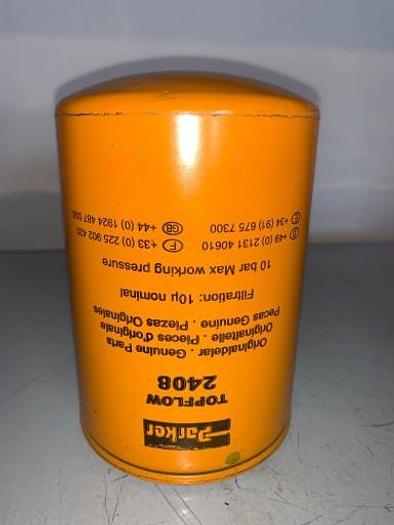 Parker
TOPFLOW
2408
Originaldelar . Genuine Parts
Originalteile . Pieces d'originale
Pecas Genuine . Piezas Originales
Filtration: 10µ nominal
10 bar Max working pressure
D +49 (0) 2131 40610 F +33 (0) 225 902 425
E +34 (91) 675 7300 GB +44 (0) 1924 487 000